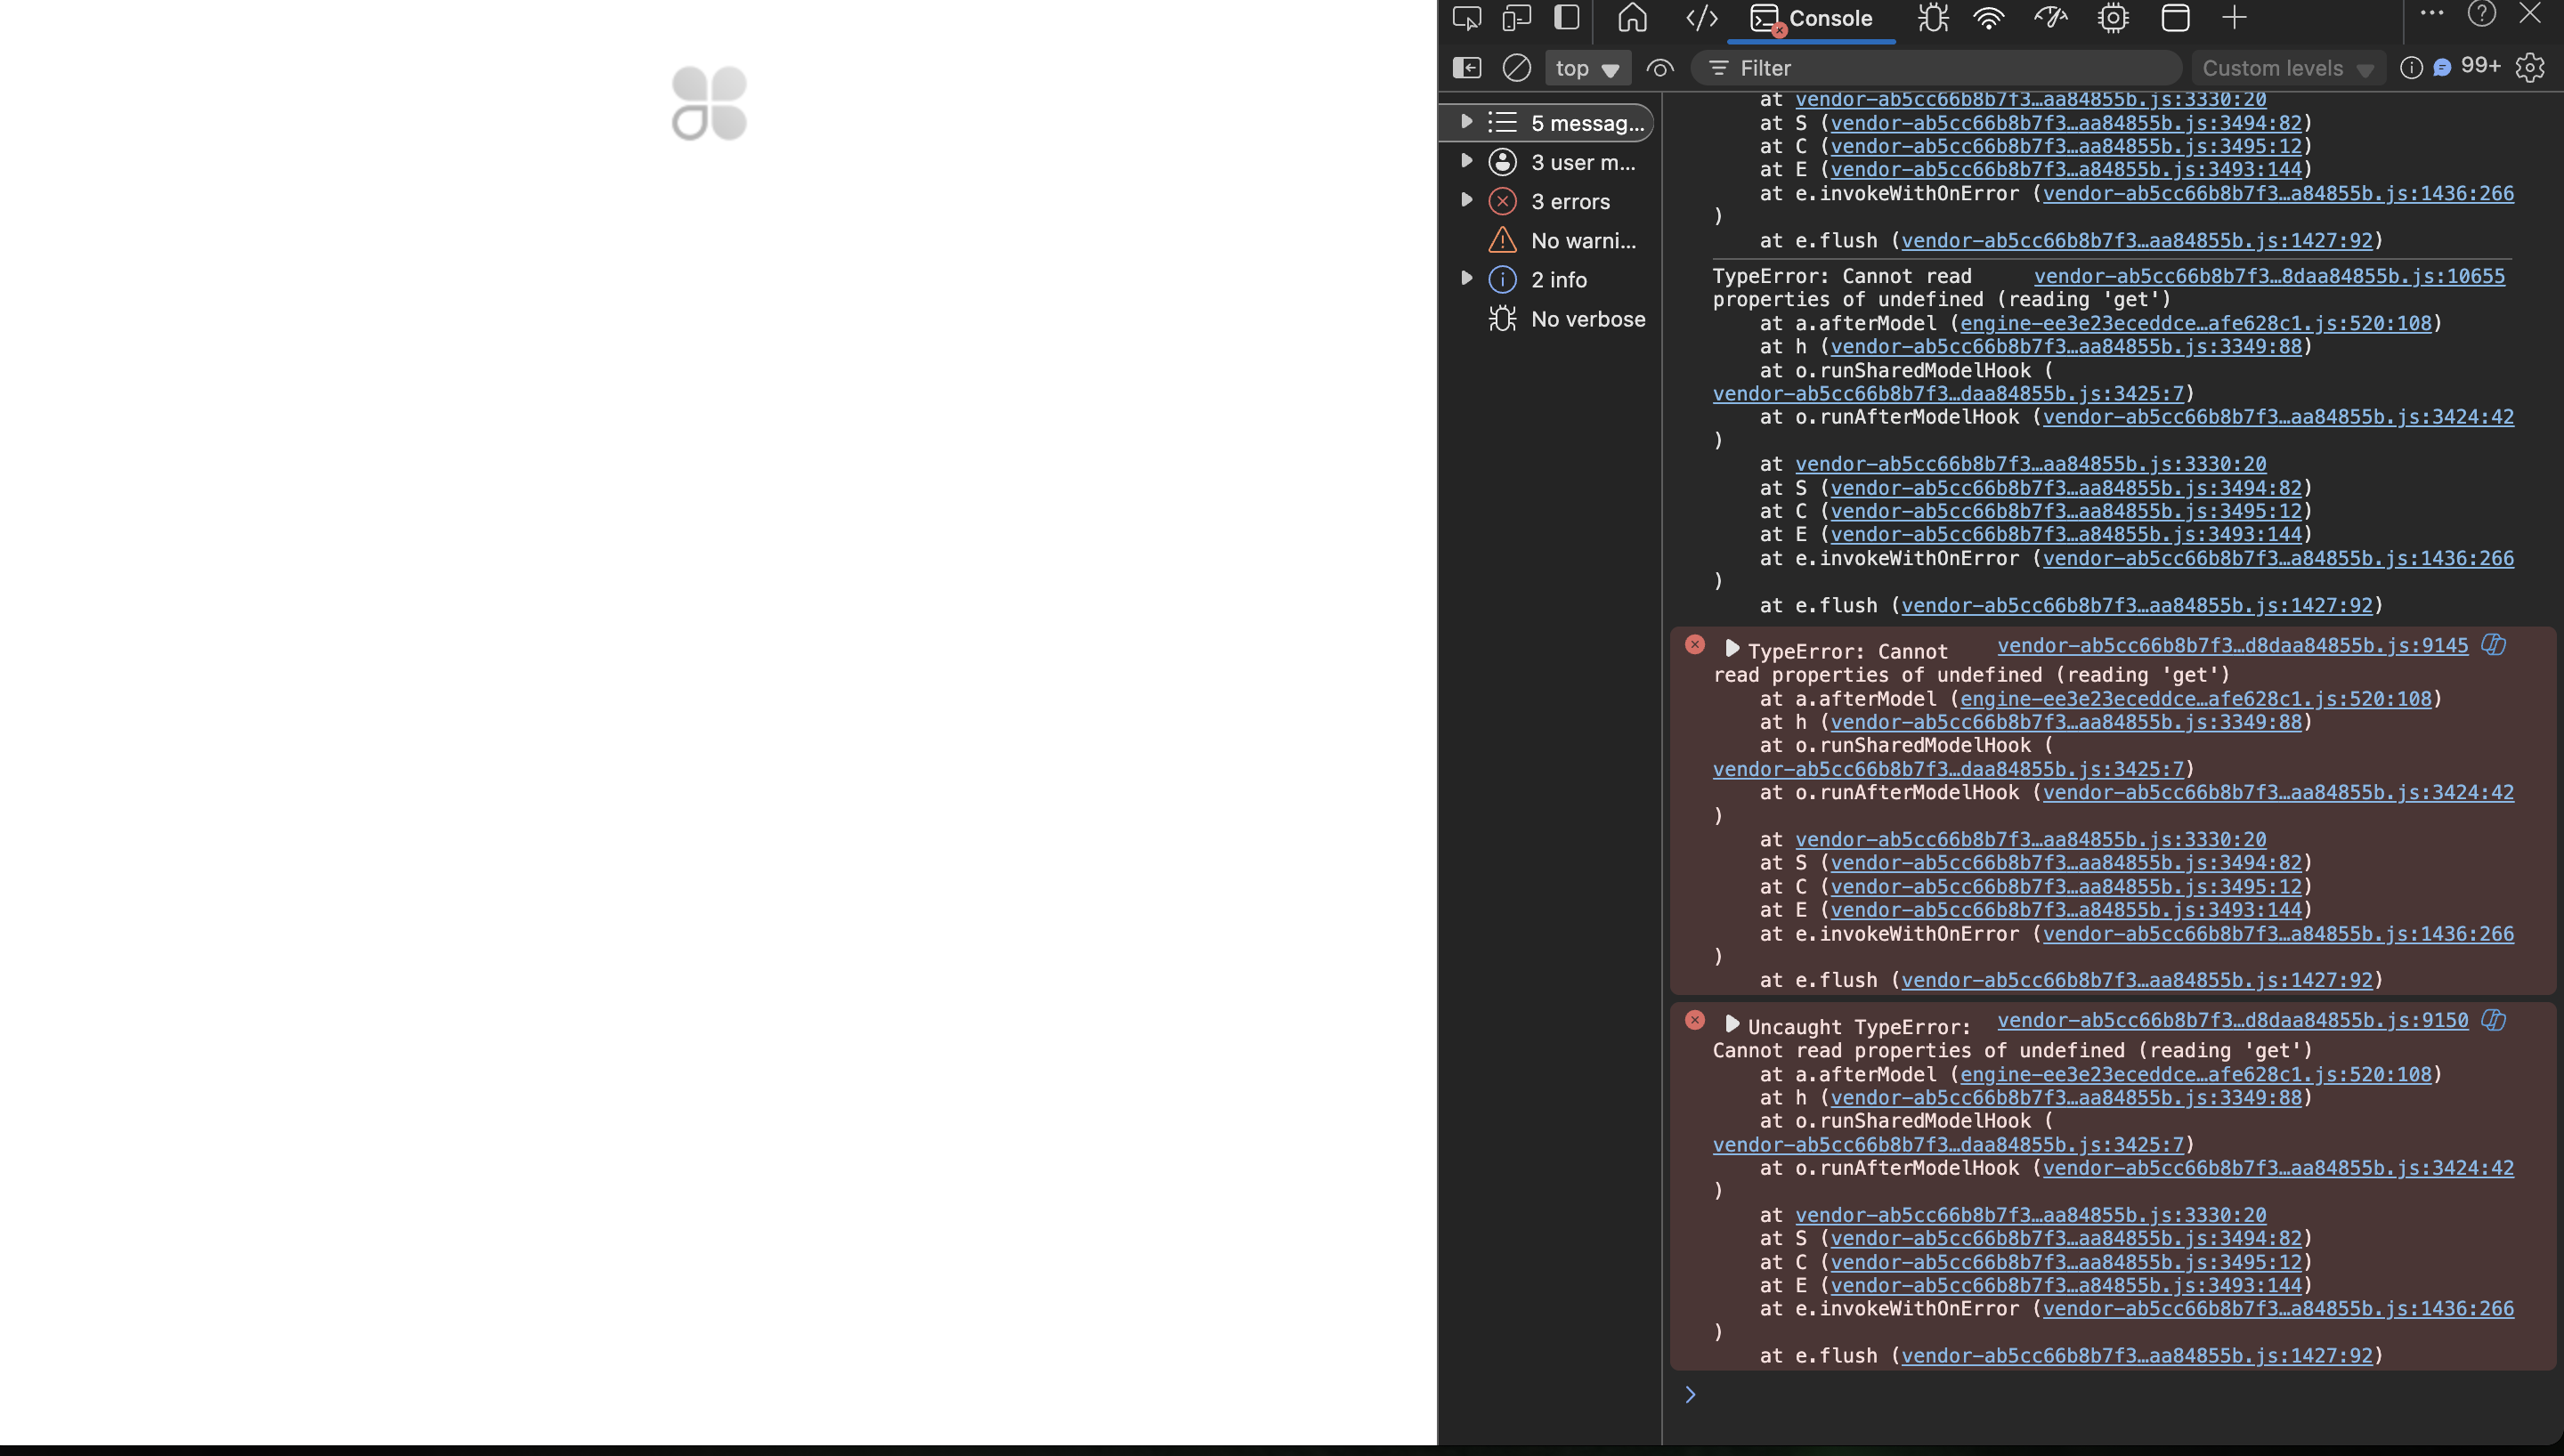 Console
top
Filter
Custom levels
99+
5 messag...
3 user m...
3 errors
No warni...
2 info
No verbose
at vendor-ab5cc66b8b7f3…aa84855b.js:3330:20
at S (vendor-ab5cc66b8b7f3…aa84855b.js:3494:82)
at C (vendor-ab5cc66b8b7f3…aa84855b.js:3495:12)
at E (vendor-ab5cc66b8b7f3…a84855b.js:3493:144)
at e.invokeWithOnError (vendor-ab5cc66b8b7f3…a84855b.js:1436:266
)
at e.flush (vendor-ab5cc66b8b7f3…aa84855b.js:1427:92)
TypeError: Cannot read vendor-ab5cc66b8b7f3…8daa84855b.js:10655
properties of undefined (reading 'get')
at a.afterModel (engine-ee3e23eceddce…afe628c1.js:520:108)
at h (vendor-ab5cc66b8b7f3…aa84855b.js:3349:88)
at o.runSharedModelHook (
vendor-ab5cc66b8b7f3…daa84855b.js:3425:7)
at o.runAfterModelHook (vendor-ab5cc66b8b7f3…aa84855b.js:3424:42
)
at vendor-ab5cc66b8b7f3…aa84855b.js:3330:20
at S (vendor-ab5cc66b8b7f3…aa84855b.js:3494:82)
at C (vendor-ab5cc66b8b7f3…aa84855b.js:3495:12)
at E (vendor-ab5cc66b8b7f3…a84855b.js:3493:144)
at e.invokeWithOnError (vendor-ab5cc66b8b7f3…a84855b.js:1436:266
)
at e.flush (vendor-ab5cc66b8b7f3…aa84855b.js:1427:92)
TypeError: Cannot vendor-ab5cc66b8b7f3…d8daa84855b.js:9145
read properties of undefined (reading 'get')
at a.afterModel (engine-ee3e23eceddce…afe628c1.js:520:108)
at h (vendor-ab5cc66b8b7f3…aa84855b.js:3349:88)
at o.runSharedModelHook (
vendor-ab5cc66b8b7f3…daa84855b.js:3425:7)
at o.runAfterModelHook (vendor-ab5cc66b8b7f3…aa84855b.js:3424:42
)
at vendor-ab5cc66b8b7f3…aa84855b.js:3330:20
at S (vendor-ab5cc66b8b7f3…aa84855b.js:3494:82)
at C (vendor-ab5cc66b8b7f3…aa84855b.js:3495:12)
at E (vendor-ab5cc66b8b7f3…a84855b.js:3493:144)
at e.invokeWithOnError (vendor-ab5cc66b8b7f3…a84855b.js:1436:266
)
at e.flush (vendor-ab5cc66b8b7f3…aa84855b.js:1427:92)
Uncaught TypeError: vendor-ab5cc66b8b7f3…d8daa84855b.js:9150
Cannot read properties of undefined (reading 'get')
at a.afterModel (engine-ee3e23eceddce…afe628c1.js:520:108)
at h (vendor-ab5cc66b8b7f3…aa84855b.js:3349:88)
at o.runSharedModelHook (
vendor-ab5cc66b8b7f3…daa84855b.js:3425:7)
at o.runAfterModelHook (vendor-ab5cc66b8b7f3…aa84855b.js:3424:42
)
at vendor-ab5cc66b8b7f3…aa84855b.js:3330:20
at S (vendor-ab5cc66b8b7f3…aa84855b.js:3494:82)
at C (vendor-ab5cc66b8b7f3…aa84855b.js:3495:12)
at E (vendor-ab5cc66b8b7f3…a84855b.js:3493:144)
at e.invokeWithOnError (vendor-ab5cc66b8b7f3…a84855b.js:1436:266
)
at e.flush (vendor-ab5cc66b8b7f3…aa84855b.js:1427:92)